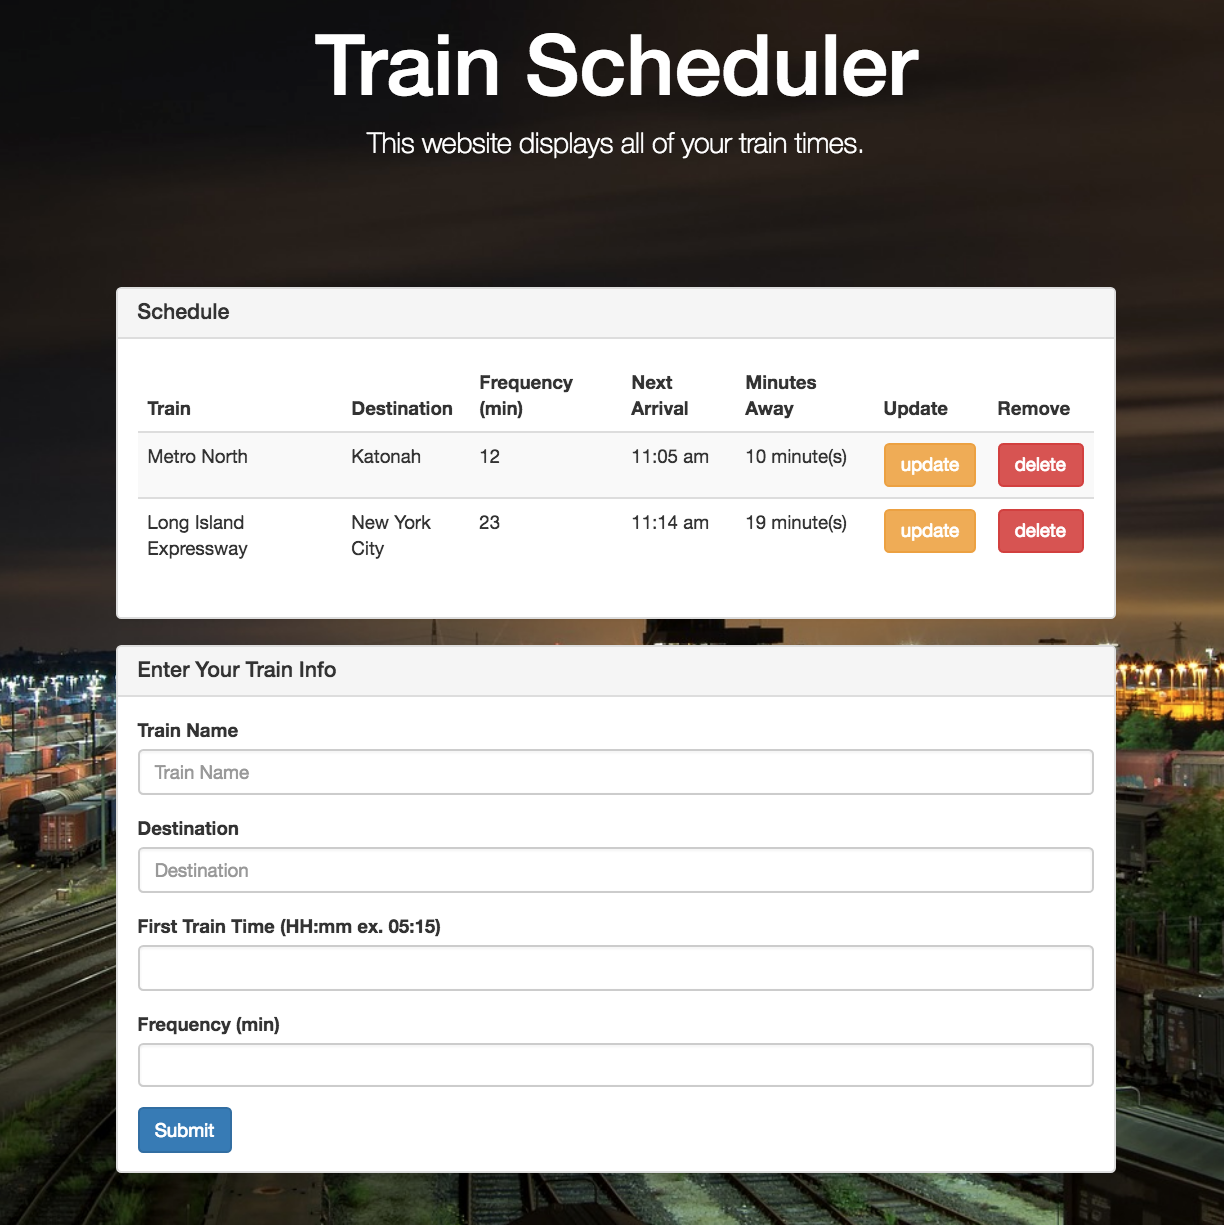 Train Scheduler
This website displays all of your train times.
Schedule
Train Destination Frequency (min) Next Arrival Minutes Away Update Remove
Metro North Katonah 12 11:05 am 10 minute(s) update delete
Long Island Expressway New York City 23 11:14 am 19 minute(s) update delete
Enter Your Train Info
Train Name
Train Name
Destination
Destination
First Train Time (HH:mm ex. 05:15)
Frequency (min)
Submit